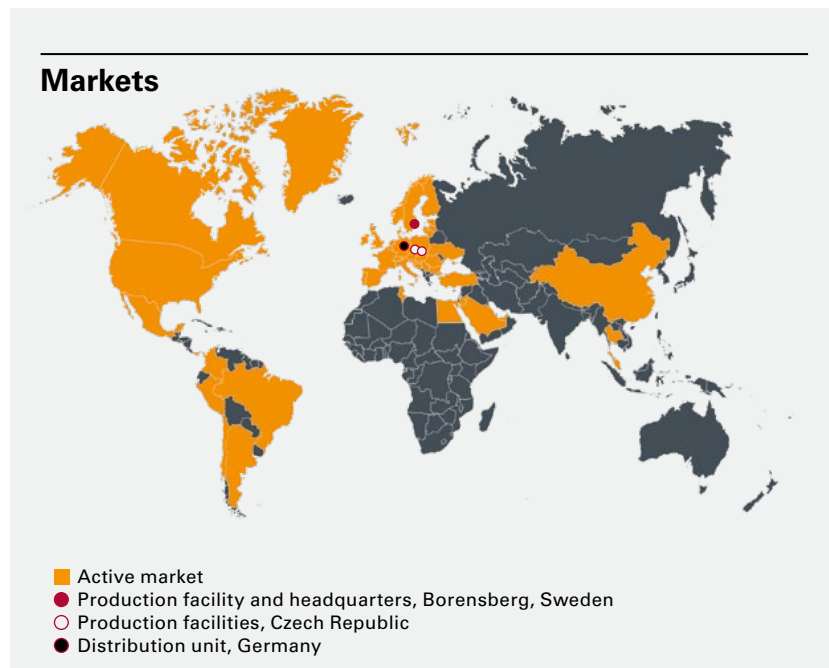 Markets
Active market
Production facility and headquarters, Borensberg, Sweden
Production facilities, Czech Republic
Distribution unit, Germany